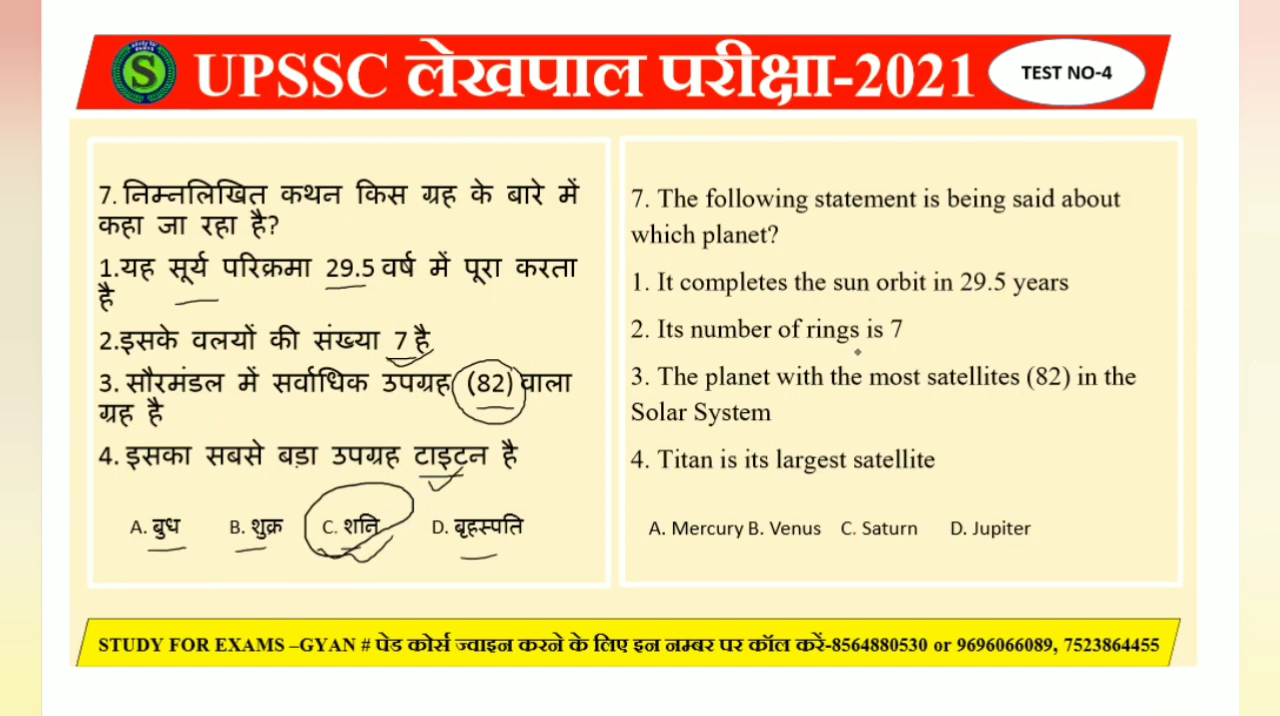 UPSSC लेखपाल परीक्षा-2021
TEST NO-4
7. निम्नलिखित कथन किस ग्रह के बारे में
कहा जा रहा है?
1.यह सूर्य परिक्रमा 29.5 वर्ष में पूरा करता
है
2.इसके वलयों की संख्या 7 है
3. सौरमंडल में सर्वाधिक उपग्रह (82) वाला
ग्रह है
4. इसका सबसे बड़ा उपग्रह टाइटन है
A. बुध B. शुक्र C. शनि D. बृहस्पति
7. The following statement is being said about
which planet?
1. It completes the sun orbit in 29.5 years
2. Its number of rings is 7
3. The planet with the most satellites (82) in the
Solar System
4. Titan is its largest satellite
A. Mercury B. Venus C. Saturn D. Jupiter
STUDY FOR EXAMS –GYAN # पेड कोर्स ज्वाइन करने के लिए इन नम्बर पर कॉल करें-8564880530 or 9696066089, 7523864455